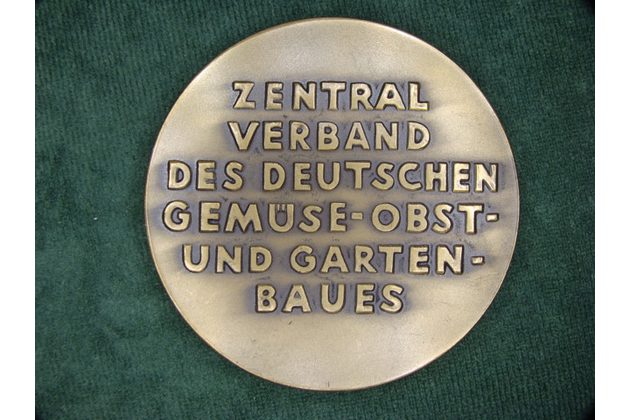 ZENTRAL
VERBAND
DES DEUTSCHEN
GEMÜSE-OBST-
UND GARTEN-
BAUES